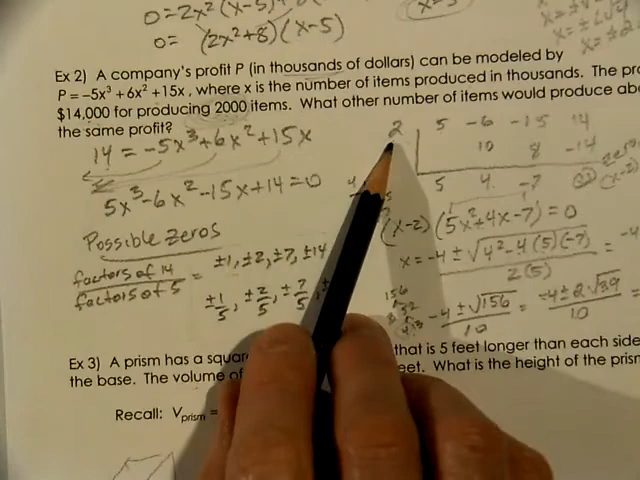 0=2x²(x-5)
0= (2x²+8)(x-5)
Ex 2) A company's profit P (in thousands of dollars) can be modeled by
P = −5x³ + 6x² + 15x, where x is the number of items produced in thousands. The
$14,000 for producing 2000 items. What other number of items would produce
the same profit?
14 = -5x³+6x²+15x
5x³-6x²-15x+14=0
Possible zeros
factors of 14
factors of 5
= ±1, ±2, ±7, ±14
±1/5, ±2/5, ±7/5,
2 5 -6 -15 14
10 8 -14
5 4 -7
(x-2)
(x-2)(5x²+4x-7)=0
x = -4 ± √4²-4(5)(-7)
2(5)
156
-4 ± √156 / 10 = -4 ± 2√39 / 10 =
Ex 3) A prism has a that is 5 feet longer than each side
the base. The volume of What is the height of the
Recall: Vprism =